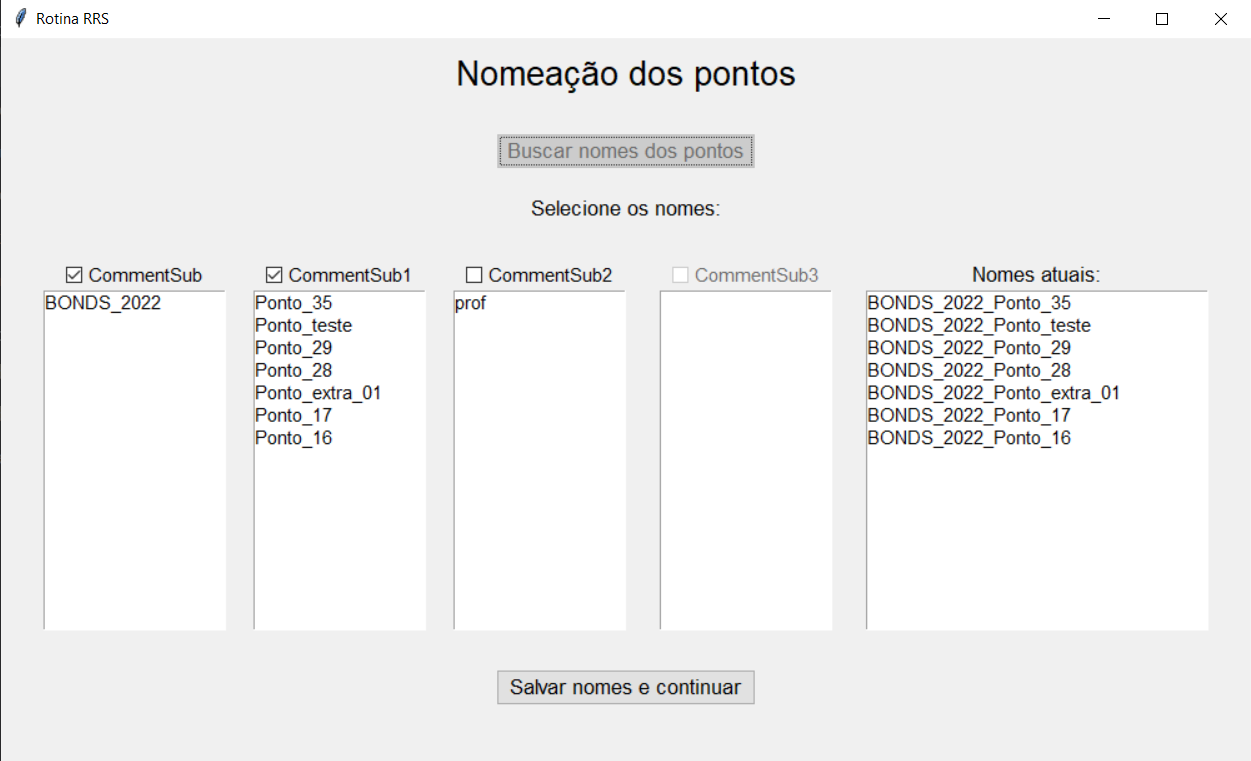 Rotina RRS
Nomeação dos pontos
Buscar nomes dos pontos
Selecione os nomes:
CommentSub
BONDS_2022
CommentSub1
Ponto_35
Ponto_teste
Ponto_29
Ponto_28
Ponto_extra_01
Ponto_17
Ponto_16
CommentSub2
prof
CommentSub3
Nomes atuais:
BONDS_2022_Ponto_35
BONDS_2022_Ponto_teste
BONDS_2022_Ponto_29
BONDS_2022_Ponto_28
BONDS_2022_Ponto_extra_01
BONDS_2022_Ponto_17
BONDS_2022_Ponto_16
Salvar nomes e continuar